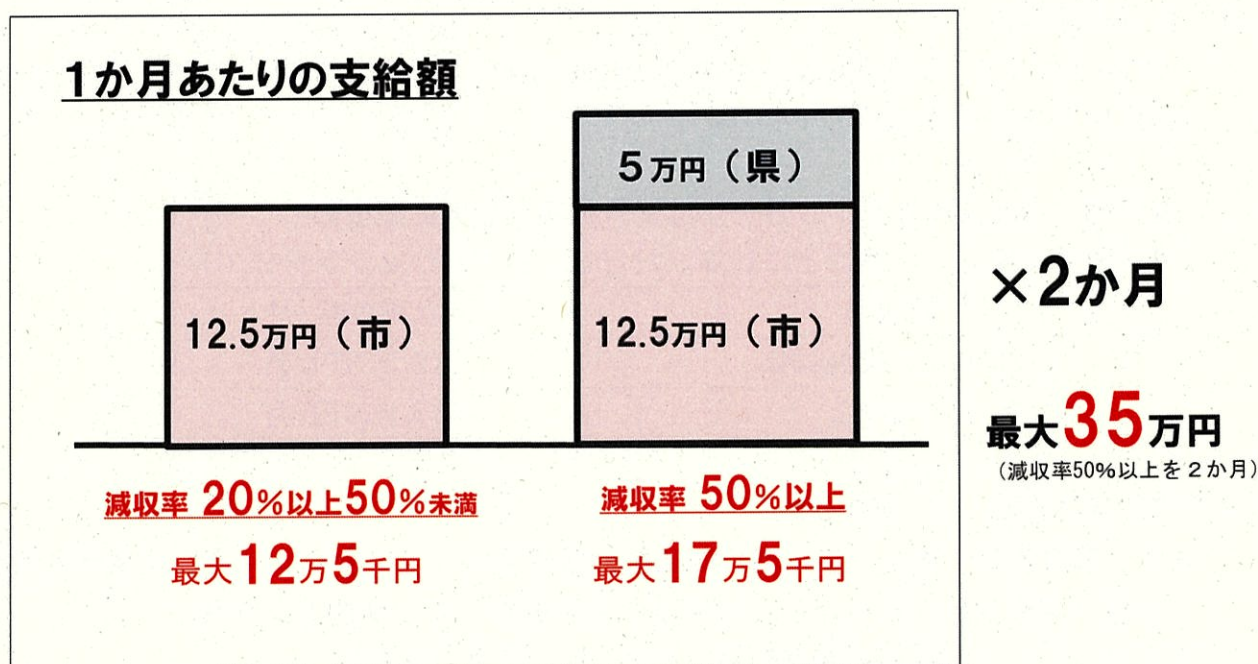 1か月あたりの支給額
5万円（県）
12.5万円（市）
12.5万円（市）
×2か月
最大35万円
（減収率50%以上を２か月）
減収率 20%以上50%未満
最大12万5千円
減収率 50%以上
最大17万5千円